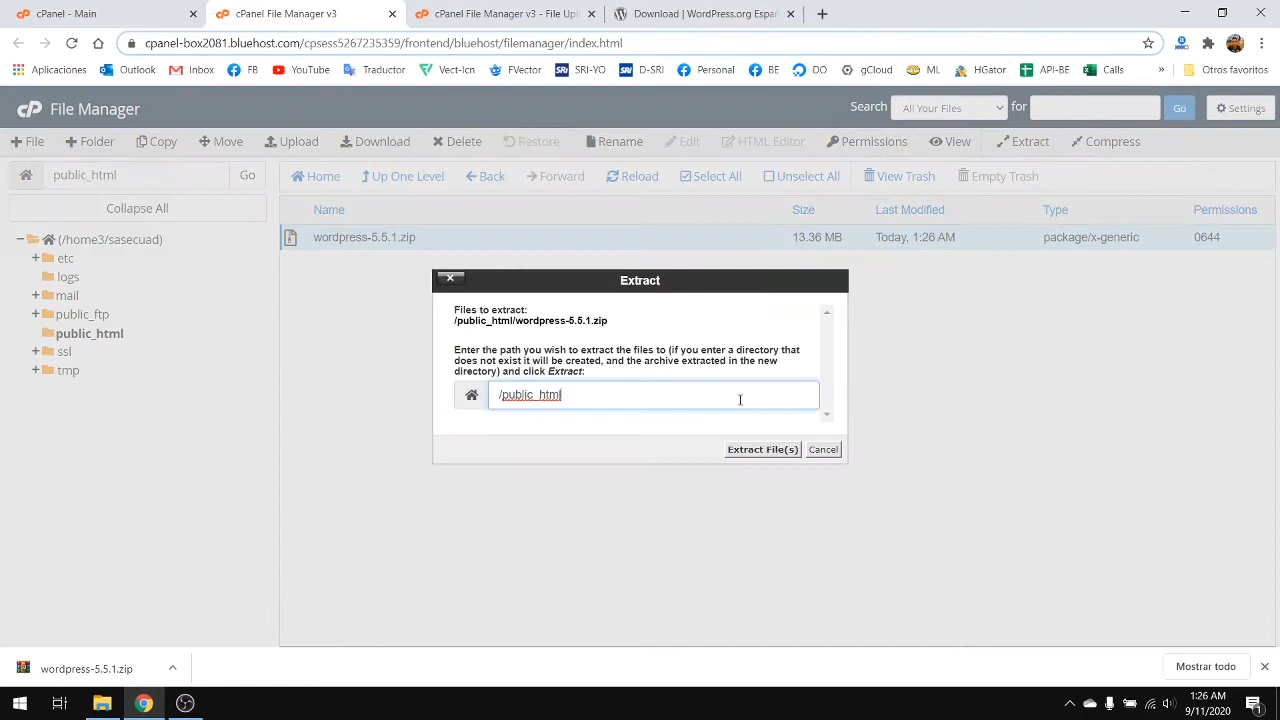 cPanel - Main
cPanel File Manager v3
cPanel File Manager v3 - File Upl
Download | WordPress.org Españ
cpanel-box2081.bluehost.com/cpsess5267235359/frontend/bluehost/filemanager/index.html
Aplicaciones
Outlook
Inbox
FB
YouTube
Traductor
Vect-Icn
FVector
SRI-YO
D-SRI
Personal
BE
DO
gCloud
ML
HGator
API-BE
Calls
»
Otros favoritos
cP File Manager
Search
All Your Files
for
Go
Settings
File
Folder
Copy
Move
Upload
Download
Delete
Restore
Rename
Edit
HTML Editor
Permissions
View
Extract
Compress
public_html
Go
Home
Up One Level
Back
Forward
Reload
Select All
Unselect All
View Trash
Empty Trash
Collapse All
Name
Size
Last Modified
Type
Permissions
wordpress-5.5.1.zip
13.36 MB
Today, 1:26 AM
package/x-generic
0644
(/home3/sasecuad)
etc
logs
mail
public_ftp
public_html
ssl
tmp
Extract
Files to extract:
/public_html/wordpress-5.5.1.zip
Enter the path you wish to extract the files to (if you enter a directory that
does not exist it will be created, and the archive extracted in the new
directory) and click Extract:
/public_html
Extract File(s)
Cancel
wordpress-5.5.1.zip
Mostrar todo
1:26 AM
9/11/2020
1